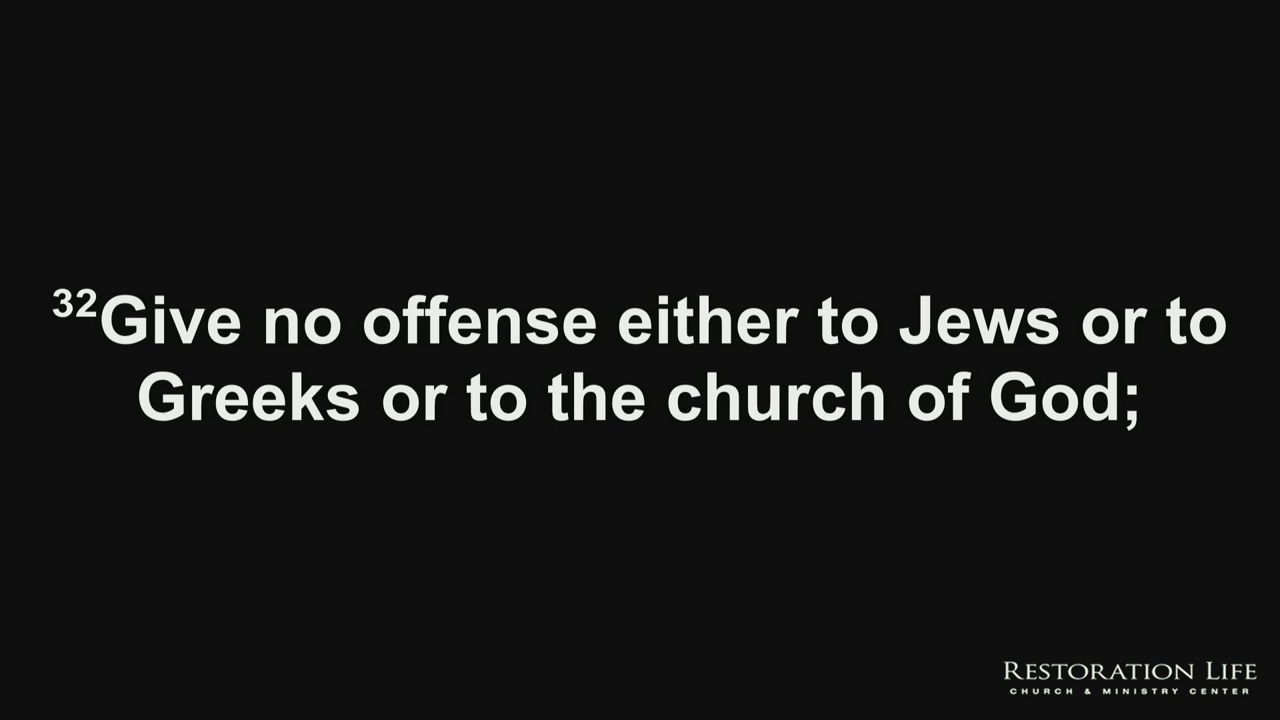 ³²Give no offense either to Jews or to
Greeks or to the church of God;
RESTORATION LIFE
CHURCH & MINISTRY CENTER